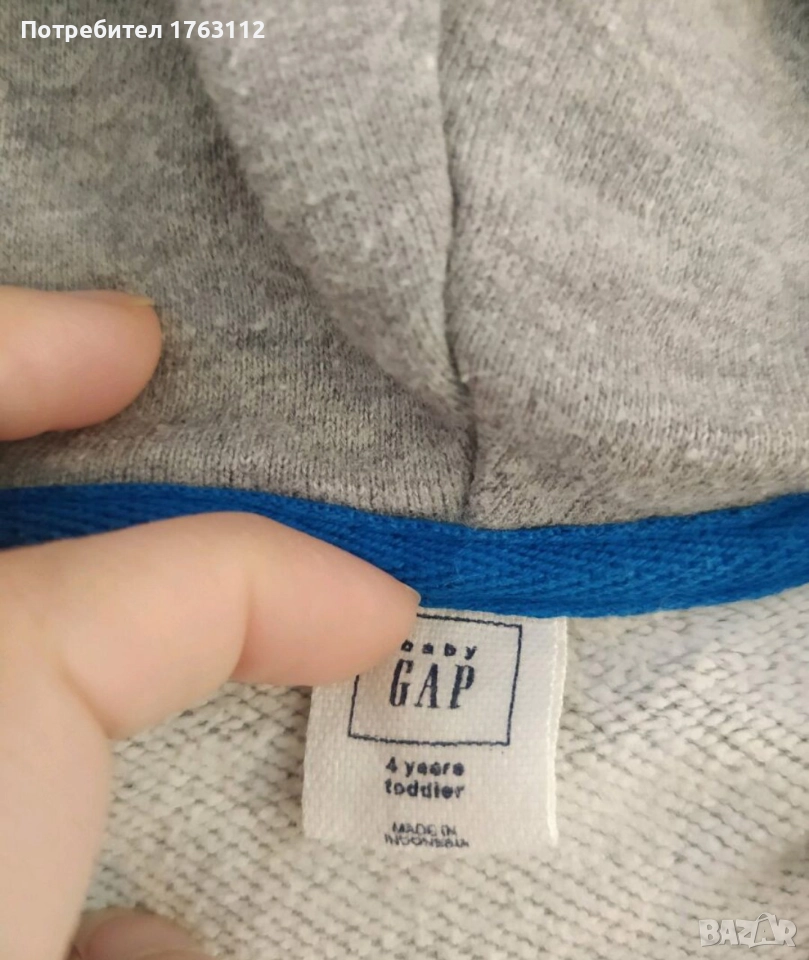 Потребител 1763112
baby
GAP
4 years
toddler
MADE IN
INDONESIA
BAZAR